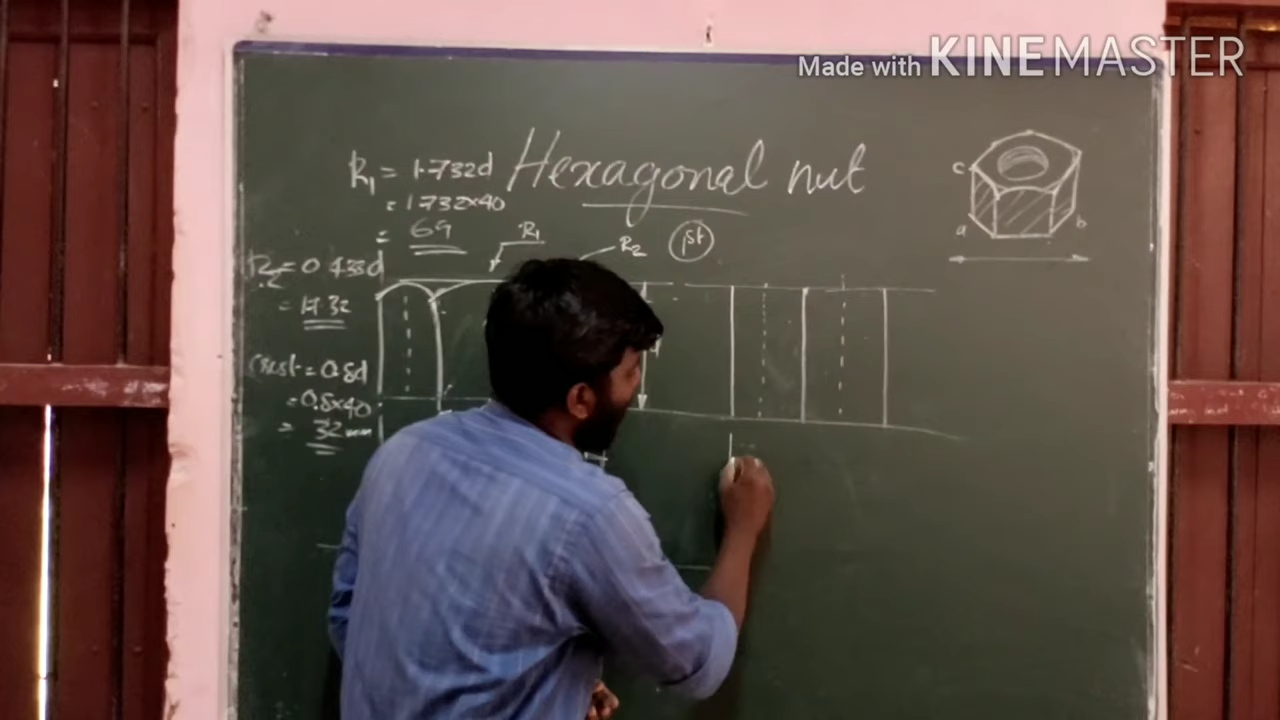 Made with KINEMASTER
Hexagonal nut
R₁ = 1.732d
= 1.732×40
= 69
R₁
R₂
1st
R₂ = 0.433d
= 17.32
= 0.8d
= 0.8×40
= 32 mm
c
a
b